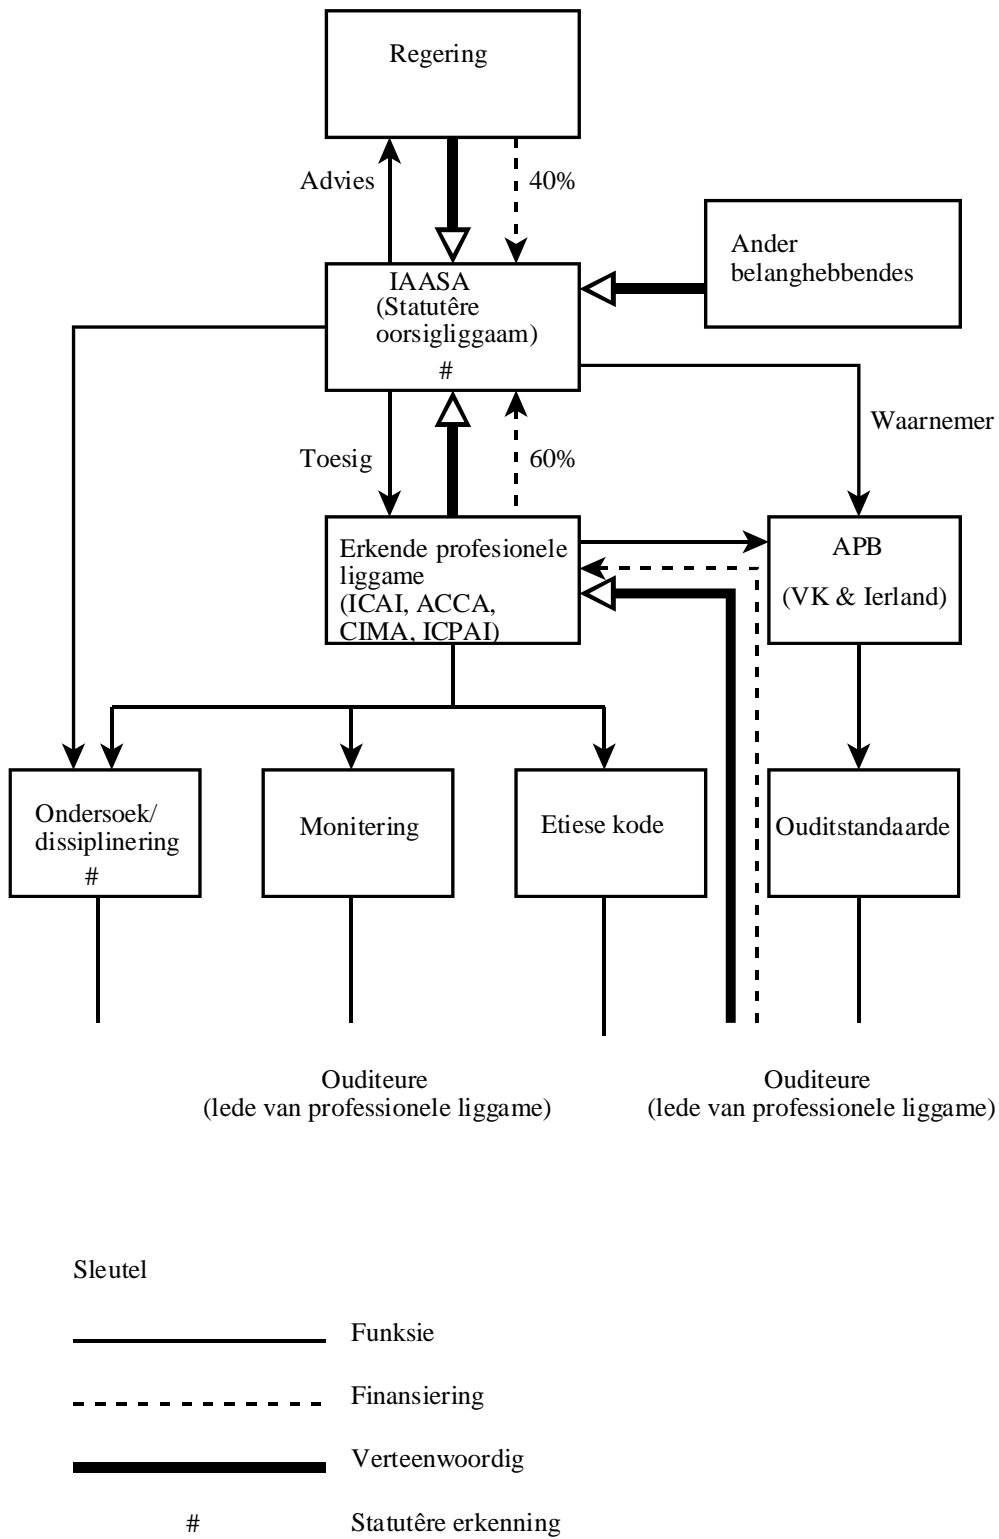 Regering
Advies
40%
Ander
belanghebbendes
IAASA
(Statutêre
oorsigliggaam)
#
Waarnemer
Toesig
60%
Erkende profesionele
liggame
(ICAI, ACCA,
CIMA, ICPAI)
APB
(VK & Ierland)
Ondersoek/
dissiplinering
#
Monitering
Etiese kode
Ouditstandaarde
Ouditeure
(lede van professionele liggame)
Ouditeure
(lede van professionele liggame)
Sleutel
Funksie
Finansiering
Verteenwoordig
# Statutêre erkenning